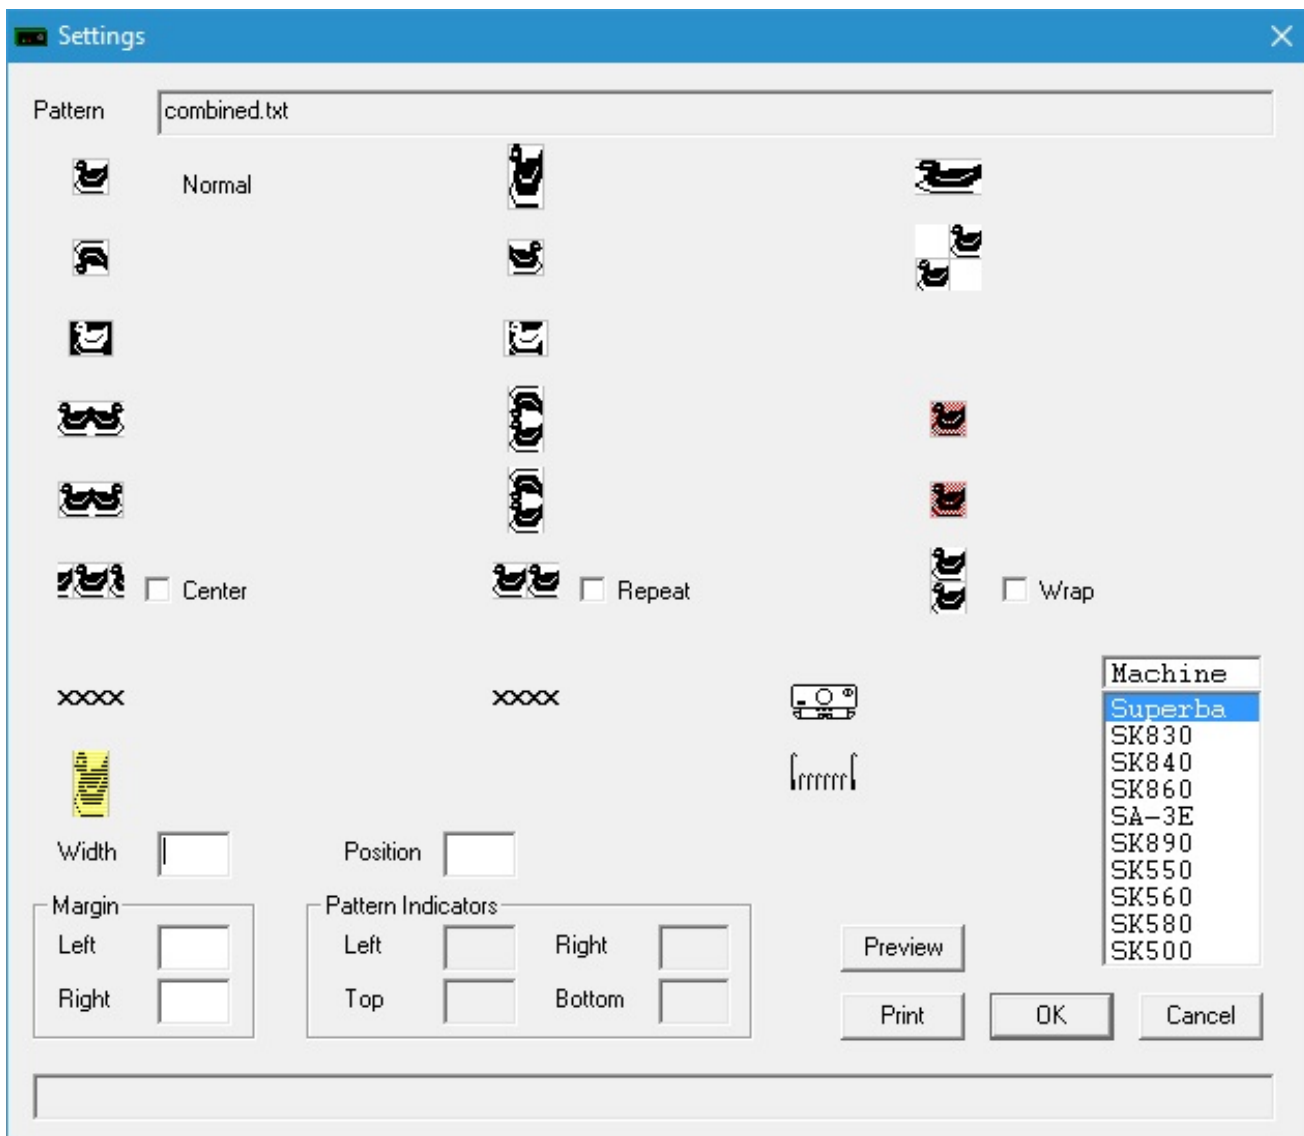 Settings
Pattern combined.txt
Normal
Center Repeat Wrap
xxxx xxxx
Machine
Superba
SK830
SK840
SK860
SA-3E
SK890
SK550
SK560
SK580
SK500
Width Position
Margin Pattern Indicators
Left Left Right Preview
Right Top Bottom Print OK Cancel